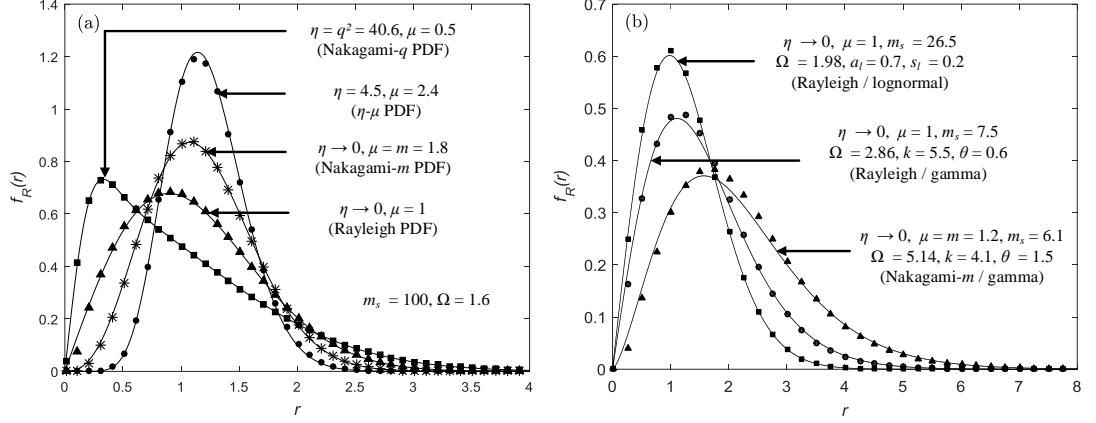 (a)
η = q² = 40.6, μ = 0.5
(Nakagami-q PDF)
η = 4.5, μ = 2.4
(η-μ PDF)
η → 0, μ = m = 1.8
(Nakagami-m PDF)
η → 0, μ = 1
(Rayleigh PDF)
m_s = 100, Ω = 1.6
f_R(r)
1.4
1.2
1
0.8
0.6
0.4
0.2
0
0 0.5 1 1.5 2 2.5 3 3.5 4
r
(b)
η → 0, μ = 1, m_s = 26.5
Ω = 1.98, a_l = 0.7, s_l = 0.2
(Rayleigh / lognormal)
η → 0, μ = 1, m_s = 7.5
Ω = 2.86, k = 5.5, θ = 0.6
(Rayleigh / gamma)
η → 0, μ = m = 1.2, m_s = 6.1
Ω = 5.14, k = 4.1, θ = 1.5
(Nakagami-m / gamma)
f_R(r)
0.7
0.6
0.5
0.4
0.3
0.2
0.1
0
0 1 2 3 4 5 6 7 8
r